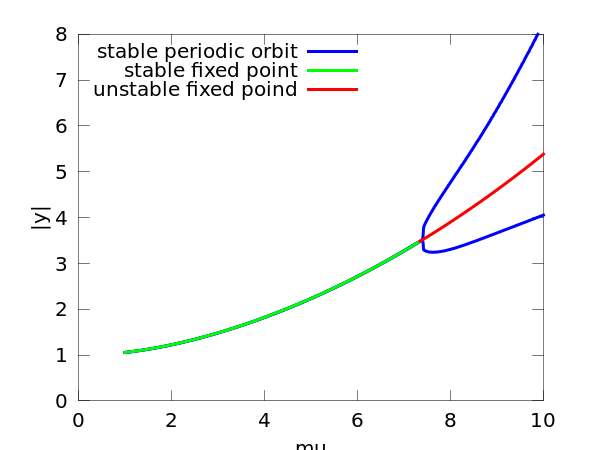 stable periodic orbit
stable fixed point
unstable fixed poind
8
7
6
5
4
3
2
1
0
|y|
0 2 4 6 8 10
mu